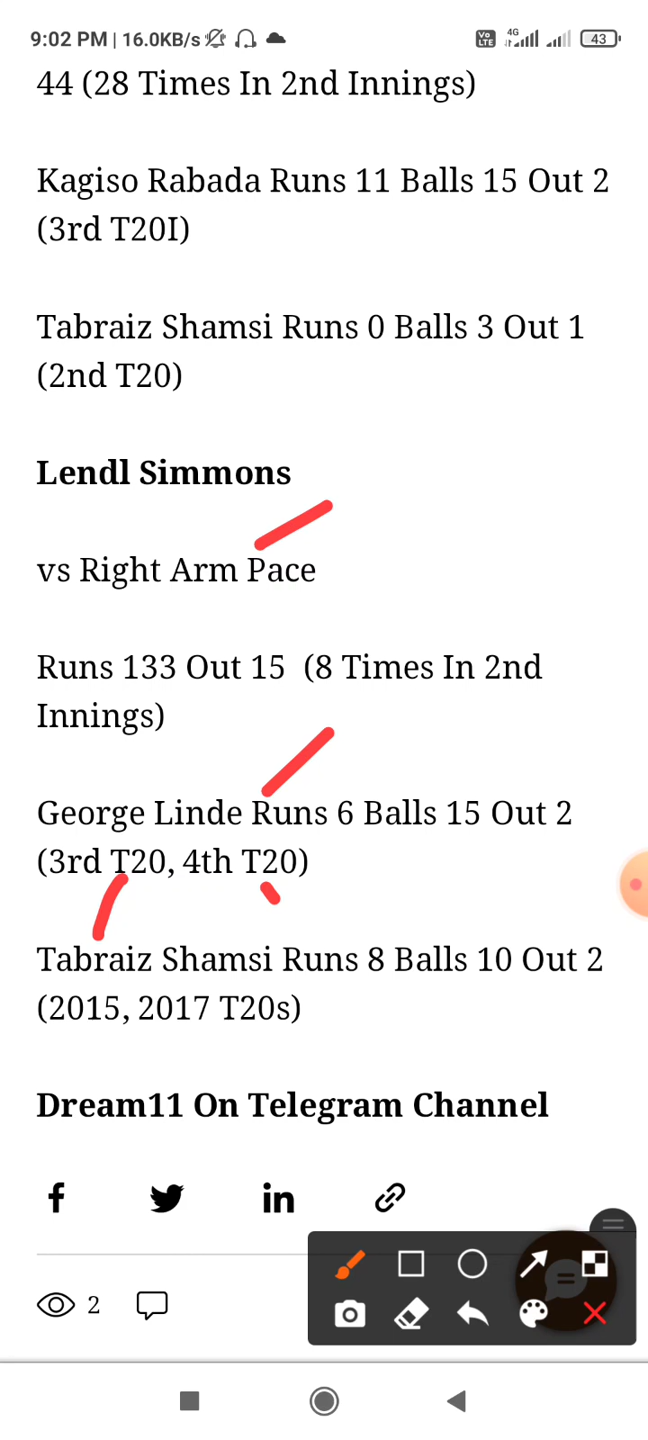 9:02 PM | 16.0KB/s
Vo LTE 4G 43
44 (28 Times In 2nd Innings)
Kagiso Rabada Runs 11 Balls 15 Out 2
(3rd T20I)
Tabraiz Shamsi Runs 0 Balls 3 Out 1
(2nd T20)
Lendl Simmons
vs Right Arm Pace
Runs 133 Out 15 (8 Times In 2nd
Innings)
George Linde Runs 6 Balls 15 Out 2
(3rd T20, 4th T20)
Tabraiz Shamsi Runs 8 Balls 10 Out 2
(2015, 2017 T20s)
Dream11 On Telegram Channel
2